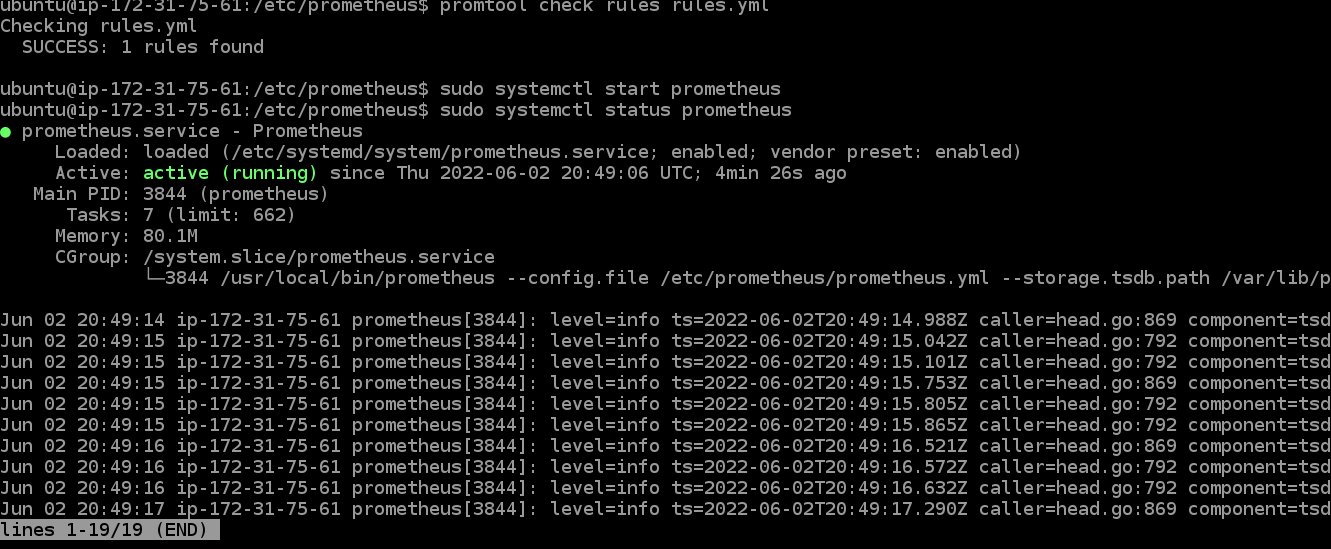 ubuntu@ip-172-31-75-61:/etc/prometheus$ promtool check rules rules.yml
Checking rules.yml
  SUCCESS: 1 rules found

ubuntu@ip-172-31-75-61:/etc/prometheus$ sudo systemctl start prometheus
ubuntu@ip-172-31-75-61:/etc/prometheus$ sudo systemctl status prometheus
● prometheus.service - Prometheus
     Loaded: loaded (/etc/systemd/system/prometheus.service; enabled; vendor preset: enabled)
     Active: active (running) since Thu 2022-06-02 20:49:06 UTC; 4min 26s ago
   Main PID: 3844 (prometheus)
      Tasks: 7 (limit: 662)
     Memory: 80.1M
     CGroup: /system.slice/prometheus.service
             └─3844 /usr/local/bin/prometheus --config.file /etc/prometheus/prometheus.yml --storage.tsdb.path /var/lib/p

Jun 02 20:49:14 ip-172-31-75-61 prometheus[3844]: level=info ts=2022-06-02T20:49:14.988Z caller=head.go:869 component=tsd
Jun 02 20:49:15 ip-172-31-75-61 prometheus[3844]: level=info ts=2022-06-02T20:49:15.042Z caller=head.go:792 component=tsd
Jun 02 20:49:15 ip-172-31-75-61 prometheus[3844]: level=info ts=2022-06-02T20:49:15.101Z caller=head.go:792 component=tsd
Jun 02 20:49:15 ip-172-31-75-61 prometheus[3844]: level=info ts=2022-06-02T20:49:15.753Z caller=head.go:869 component=tsd
Jun 02 20:49:15 ip-172-31-75-61 prometheus[3844]: level=info ts=2022-06-02T20:49:15.805Z caller=head.go:792 component=tsd
Jun 02 20:49:15 ip-172-31-75-61 prometheus[3844]: level=info ts=2022-06-02T20:49:15.865Z caller=head.go:792 component=tsd
Jun 02 20:49:16 ip-172-31-75-61 prometheus[3844]: level=info ts=2022-06-02T20:49:16.521Z caller=head.go:869 component=tsd
Jun 02 20:49:16 ip-172-31-75-61 prometheus[3844]: level=info ts=2022-06-02T20:49:16.572Z caller=head.go:792 component=tsd
Jun 02 20:49:16 ip-172-31-75-61 prometheus[3844]: level=info ts=2022-06-02T20:49:16.632Z caller=head.go:792 component=tsd
Jun 02 20:49:17 ip-172-31-75-61 prometheus[3844]: level=info ts=2022-06-02T20:49:17.290Z caller=head.go:869 component=tsd
lines 1-19/19 (END)